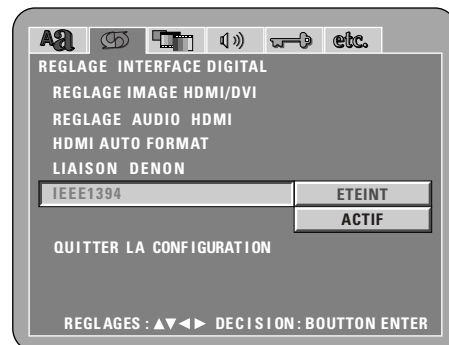 Aa etc.
REGLAGE INTERFACE DIGITAL
REGLAGE IMAGE HDMI/DVI
REGLAGE AUDIO HDMI
HDMI AUTO FORMAT
LIAISON DENON
IEEE1394 ETEINT
ACTIF
QUITTER LA CONFIGURATION
REGLAGES : ▲▼◄► DECISION: BOUTTON ENTER